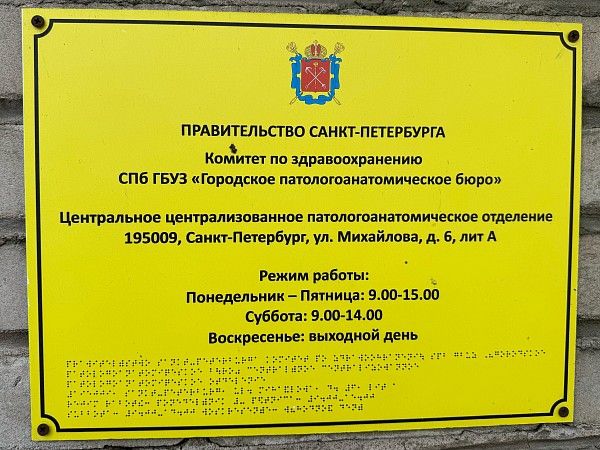 ПРАВИТЕЛЬСТВО САНКТ-ПЕТЕРБУРГА
Комитет по здравоохранению
СПб ГБУЗ «Городское патологоанатомическое бюро»
Центральное централизованное патологоанатомическое отделение
195009, Санкт-Петербург, ул. Михайлова, д. 6, лит А
Режим работы:
Понедельник – Пятница: 9.00-15.00
Суббота: 9.00-14.00
Воскресенье: выходной день